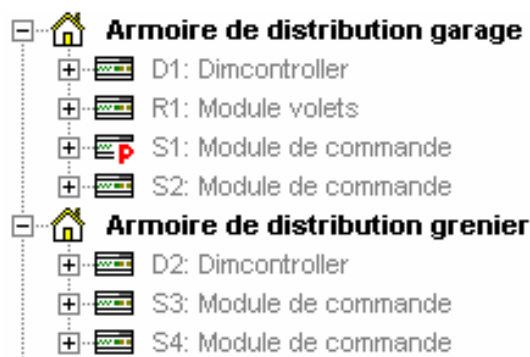 Armoire de distribution garage
D1: Dimcontroller
R1: Module volets
P S1: Module de commande
S2: Module de commande
Armoire de distribution grenier
D2: Dimcontroller
S3: Module de commande
S4: Module de commande